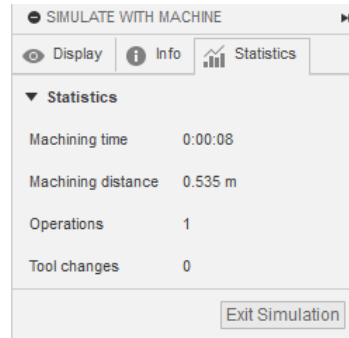 SIMULATE WITH MACHINE
Display Info Statistics
Statistics
Machining time 0:00:08
Machining distance 0.535 m
Operations 1
Tool changes 0
Exit Simulation